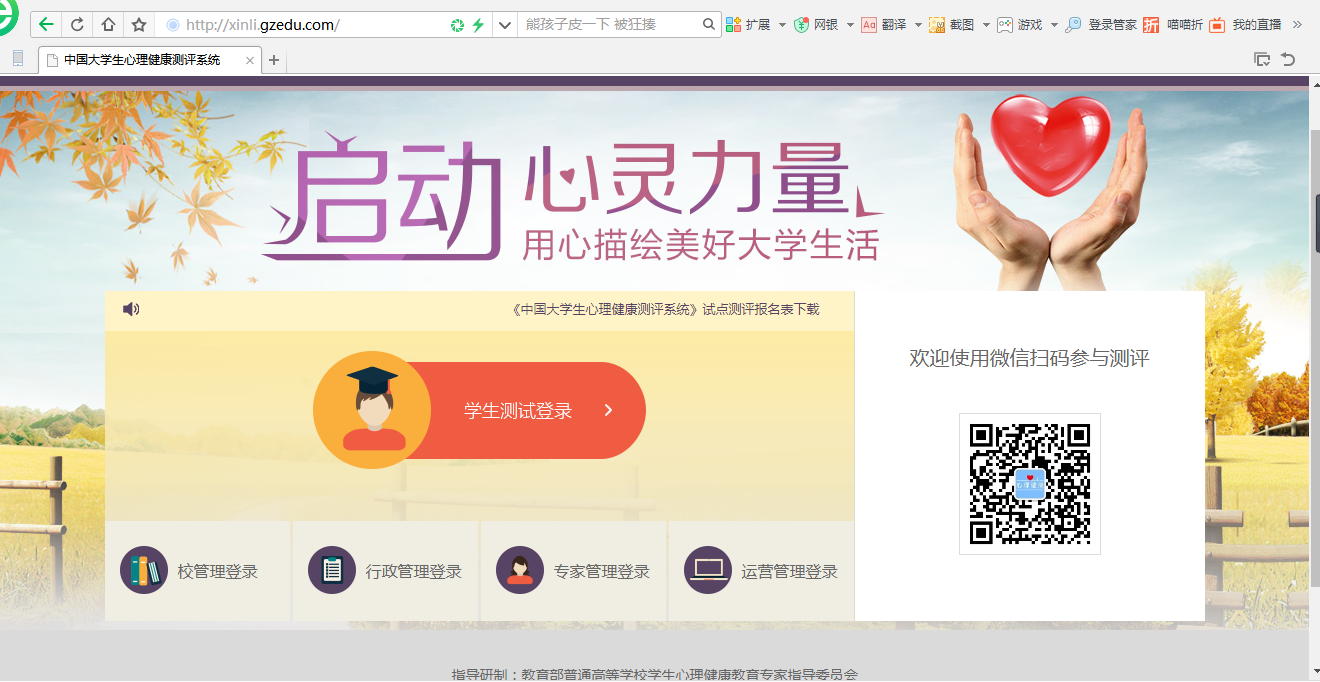 http://xinli.gzedu.com/
熊孩子皮一下 被狂揍
扩展
网银
Aa
翻译
截图
游戏
登录管家
折
喵喵折
我的直播
»
中国大学生心理健康测评系统
启动
心灵力量
用心描绘美好大学生活
《中国大学生心理健康测评系统》试点测评报名表下载
欢迎使用微信扫码参与测评
学生测试登录
校管理登录
行政管理登录
专家管理登录
运营管理登录
指导研制：教育部普通高等学校学生心理健康教育专家指导委员会